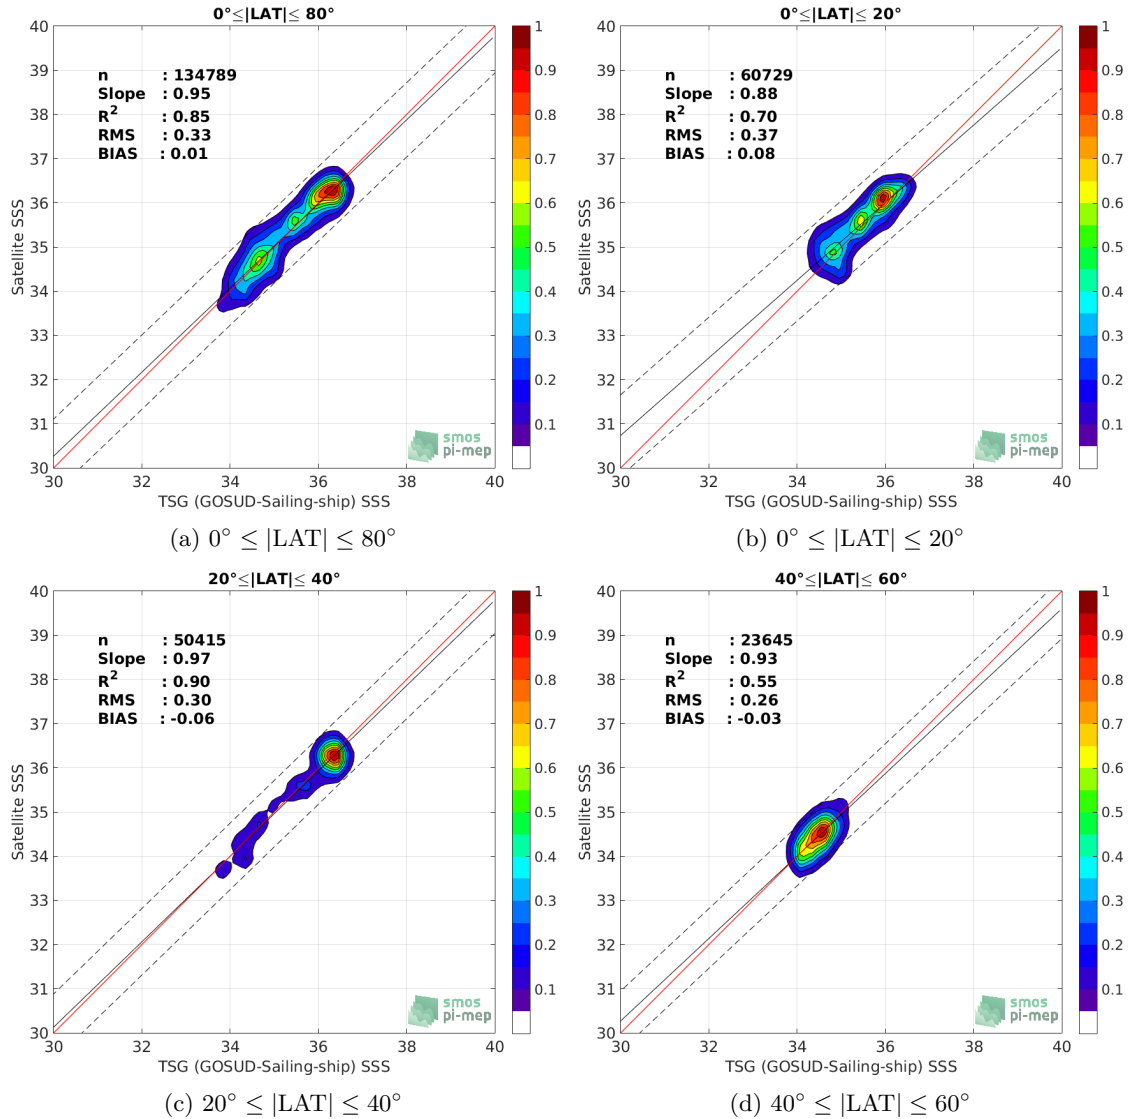 0°≤|LAT|≤ 80°
n : 134789
Slope : 0.95
R² : 0.85
RMS : 0.33
BIAS : 0.01
Satellite SSS
40
39
38
37
36
35
34
33
32
31
30
30 32 34 36 38 40
TSG (GOSUD-Sailing-ship) SSS
smos
pi-mep
1
0.9
0.8
0.7
0.6
0.5
0.4
0.3
0.2
0.1
(a) 0° ≤ |LAT| ≤ 80°
0°≤|LAT|≤ 20°
n : 60729
Slope : 0.88
R² : 0.70
RMS : 0.37
BIAS : 0.08
Satellite SSS
40
39
38
37
36
35
34
33
32
31
30
30 32 34 36 38 40
TSG (GOSUD-Sailing-ship) SSS
smos
pi-mep
1
0.9
0.8
0.7
0.6
0.5
0.4
0.3
0.2
0.1
(b) 0° ≤ |LAT| ≤ 20°
20°≤|LAT|≤ 40°
n : 50415
Slope : 0.97
R² : 0.90
RMS : 0.30
BIAS : -0.06
Satellite SSS
40
39
38
37
36
35
34
33
32
31
30
30 32 34 36 38 40
TSG (GOSUD-Sailing-ship) SSS
smos
pi-mep
1
0.9
0.8
0.7
0.6
0.5
0.4
0.3
0.2
0.1
(c) 20° ≤ |LAT| ≤ 40°
40°≤|LAT|≤ 60°
n : 23645
Slope : 0.93
R² : 0.55
RMS : 0.26
BIAS : -0.03
Satellite SSS
40
39
38
37
36
35
34
33
32
31
30
30 32 34 36 38 40
TSG (GOSUD-Sailing-ship) SSS
smos
pi-mep
1
0.9
0.8
0.7
0.6
0.5
0.4
0.3
0.2
0.1
(d) 40° ≤ |LAT| ≤ 60°